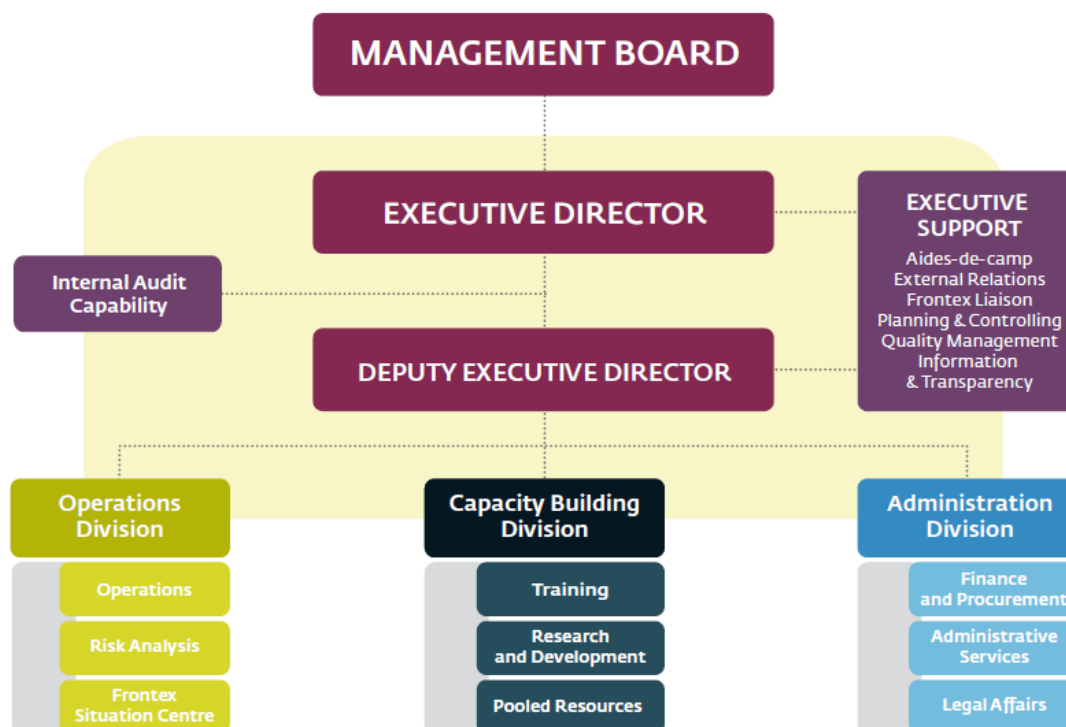 MANAGEMENT BOARD
EXECUTIVE DIRECTOR
EXECUTIVE
SUPPORT
Aides-de-camp
External Relations
Frontex Liaison
Planning & Controlling
Quality Management
Information
& Transparency
Internal Audit
Capability
DEPUTY EXECUTIVE DIRECTOR
Operations
Division
Operations
Risk Analysis
Frontex
Situation Centre
Capacity Building
Division
Training
Research
and Development
Pooled Resources
Administration
Division
Finance
and Procurement
Administrative
Services
Legal Affairs